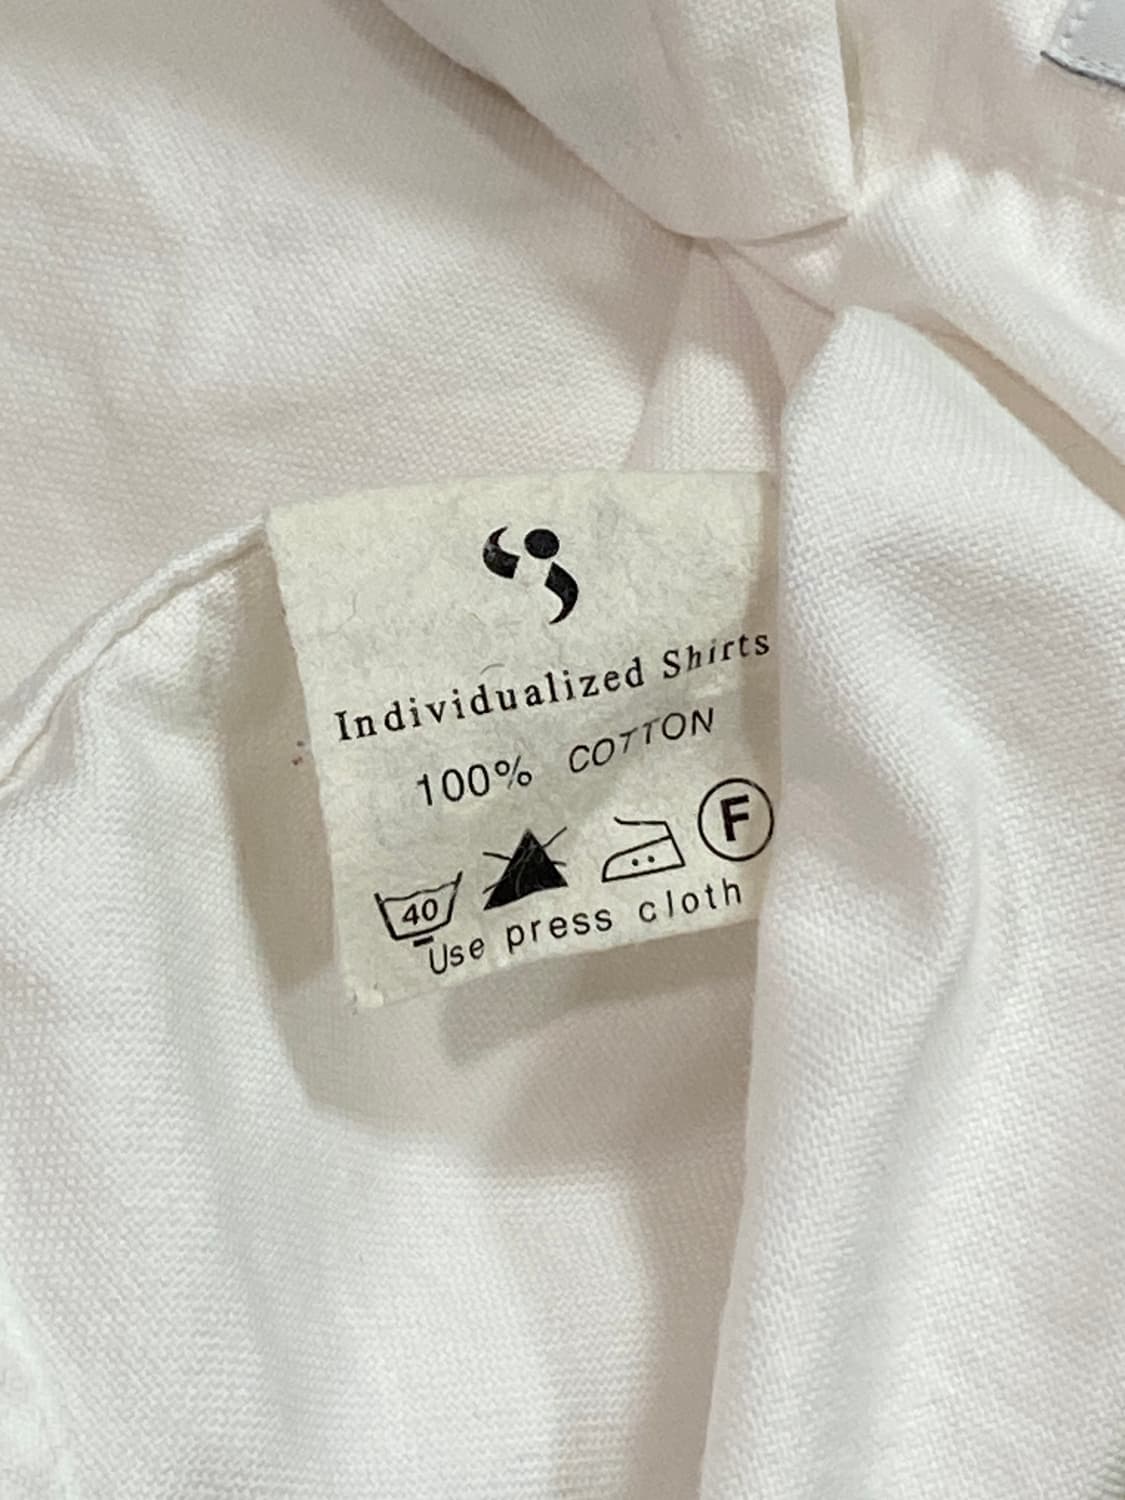 Individualized Shirts
100% COTTON
40 F
Use press cloth